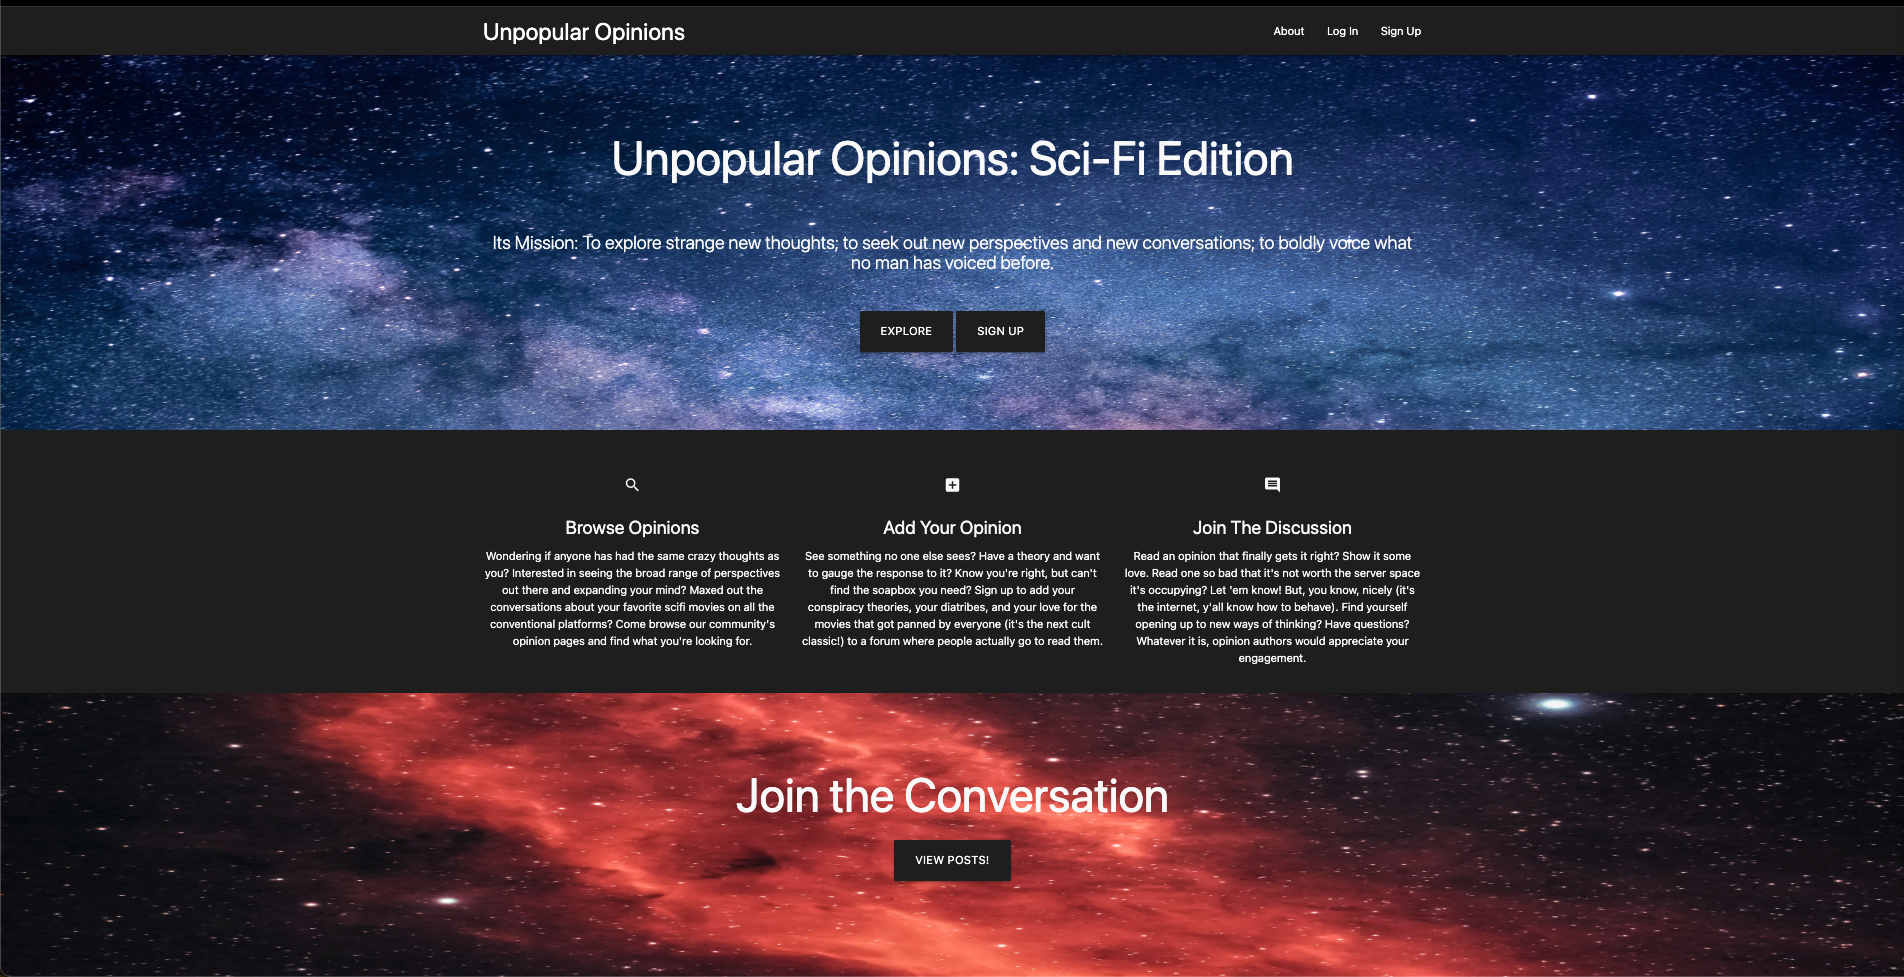 Unpopular Opinions
About Log In Sign Up
Unpopular Opinions: Sci-Fi Edition
Its Mission: To explore strange new thoughts; to seek out new perspectives and new conversations; to boldly voice what
no man has voiced before.
EXPLORE SIGN UP
Browse Opinions
Wondering if anyone has had the same crazy thoughts as
you? Interested in seeing the broad range of perspectives
out there and expanding your mind? Maxed out the
conversations about your favorite scifi movies on all the
conventional platforms? Come browse our community's
opinion pages and find what you're looking for.
Add Your Opinion
See something no one else sees? Have a theory and want
to gauge the response to it? Know you're right, but can't
find the soapbox you need? Sign up to add your
conspiracy theories, your diatribes, and your love for the
movies that got panned by everyone (it's the next cult
classic!) to a forum where people actually go to read them.
Join The Discussion
Read an opinion that finally gets it right? Show it some
love. Read one so bad that it's not worth the server space
it's occupying? Let 'em know! But, you know, nicely (it's
the internet, y'all know how to behave). Find yourself
opening up to new ways of thinking? Have questions?
Whatever it is, opinion authors would appreciate your
engagement.
Join the Conversation
VIEW POSTS!